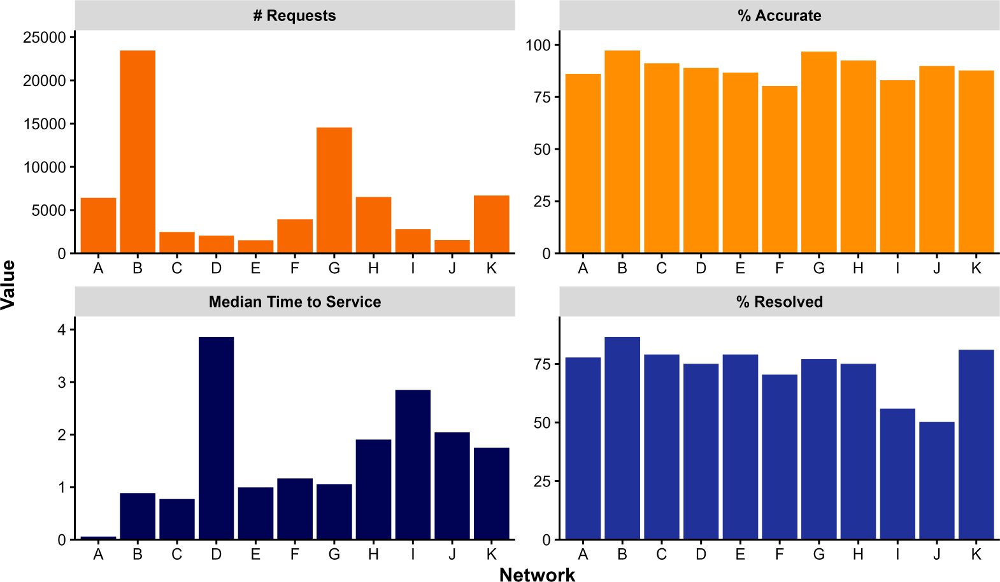 # Requests
25000
20000
15000
10000
5000
0
A B C D E F G H I J K
% Accurate
100
75
50
25
0
A B C D E F G H I J K
Median Time to Service
4
3
2
1
0
A B C D E F G H I J K
% Resolved
75
50
25
0
A B C D E F G H I J K
Value
Network